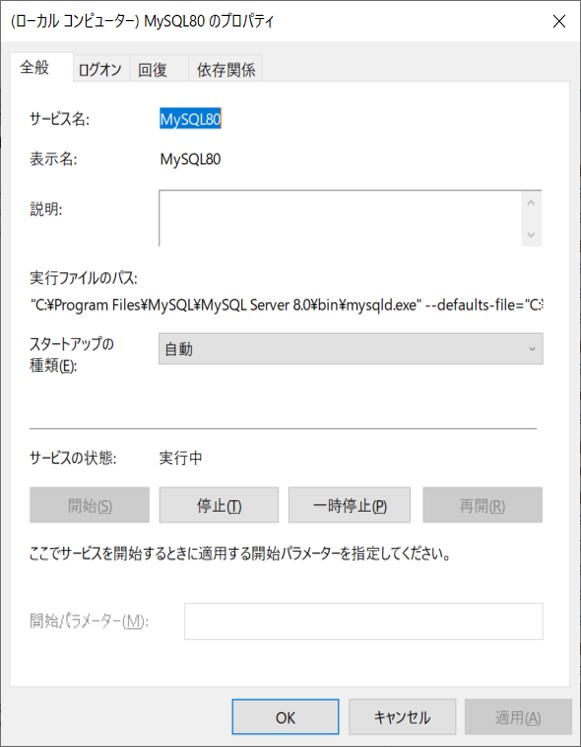 (ローカル コンピューター) MySQL80 のプロパティ
全般 ログオン 回復 依存関係
サービス名: MySQL80
表示名: MySQL80
説明:
実行ファイルのパス:
"C:¥Program Files¥MySQL¥MySQL Server 8.0¥bin¥mysqld.exe" --defaults-file="C:¥
スタートアップの
種類(E): 自動
サービスの状態: 実行中
開始(S) 停止(T) 一時停止(P) 再開(R)
ここでサービスを開始するときに適用する開始パラメーターを指定してください。
開始パラメーター(M):
OK キャンセル 適用(A)